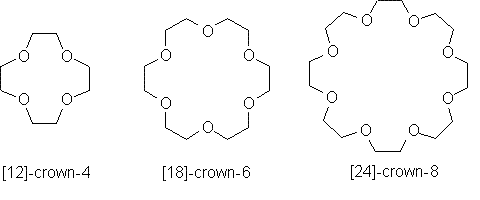 O O
O
O O O O O O
O O O O O O
O O O
[12]-crown-4 [18]-crown-6 [24]-crown-8